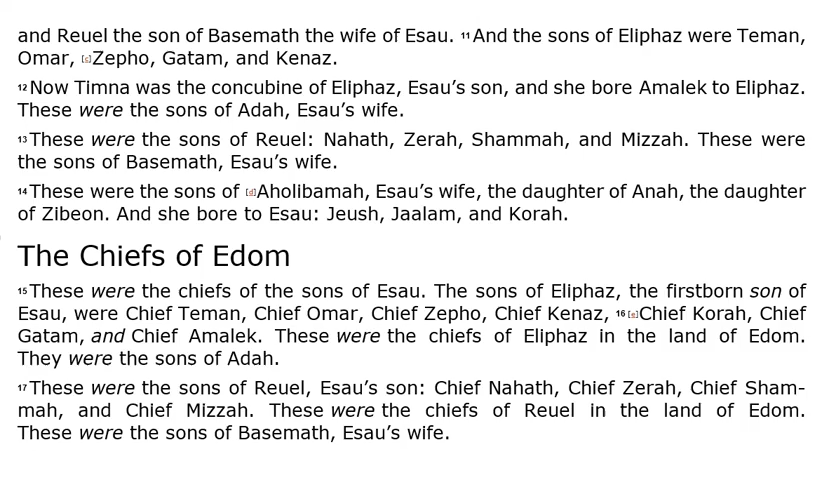 and Reuel the son of Basemath the wife of Esau. 11 And the sons of Eliphaz were Teman,
Omar, [c]Zepho, Gatam, and Kenaz.
12 Now Timna was the concubine of Eliphaz, Esau’s son, and she bore Amalek to Eliphaz.
These were the sons of Adah, Esau’s wife.
13 These were the sons of Reuel: Nahath, Zerah, Shammah, and Mizzah. These were
the sons of Basemath, Esau’s wife.
14 These were the sons of [d]Aholibamah, Esau’s wife, the daughter of Anah, the daughter
of Zibeon. And she bore to Esau: Jeush, Jaalam, and Korah.
The Chiefs of Edom
15 These were the chiefs of the sons of Esau. The sons of Eliphaz, the firstborn son of
Esau, were Chief Teman, Chief Omar, Chief Zepho, Chief Kenaz, 16 [e]Chief Korah, Chief
Gatam, and Chief Amalek. These were the chiefs of Eliphaz in the land of Edom.
They were the sons of Adah.
17 These were the sons of Reuel, Esau’s son: Chief Nahath, Chief Zerah, Chief Sham-
mah, and Chief Mizzah. These were the chiefs of Reuel in the land of Edom.
These were the sons of Basemath, Esau’s wife.